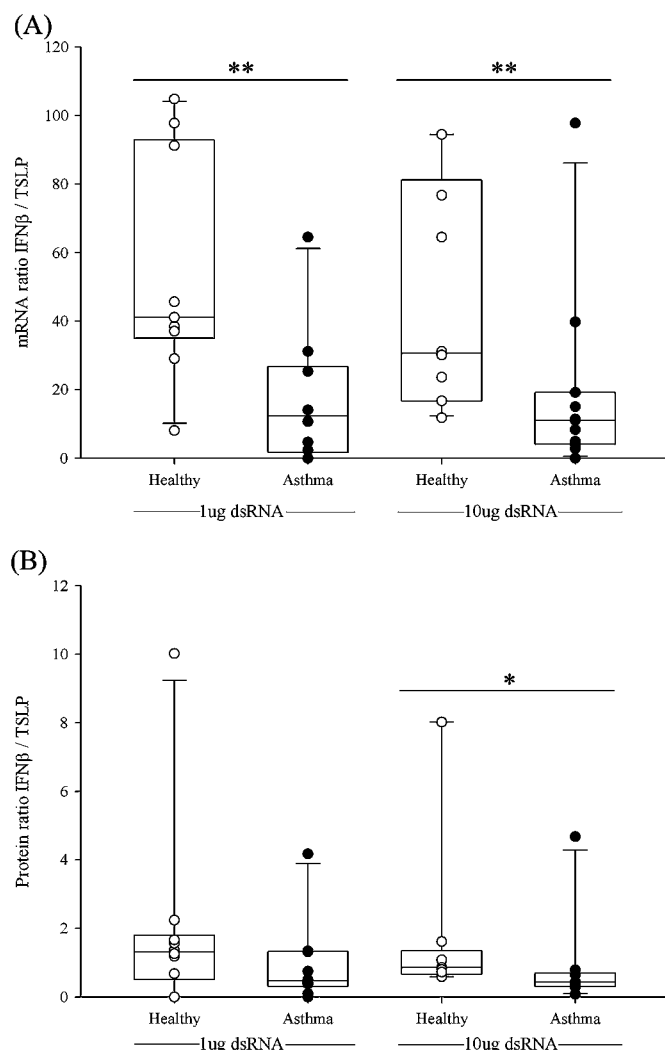 (A)
120
100
80
60
40
20
0
mRNA ratio IFNβ / TSLP
**
**
Healthy Asthma Healthy Asthma
1ug dsRNA 10ug dsRNA
(B)
12
10
8
6
4
2
0
Protein ratio IFNβ / TSLP
*
Healthy Asthma Healthy Asthma
1ug dsRNA 10ug dsRNA